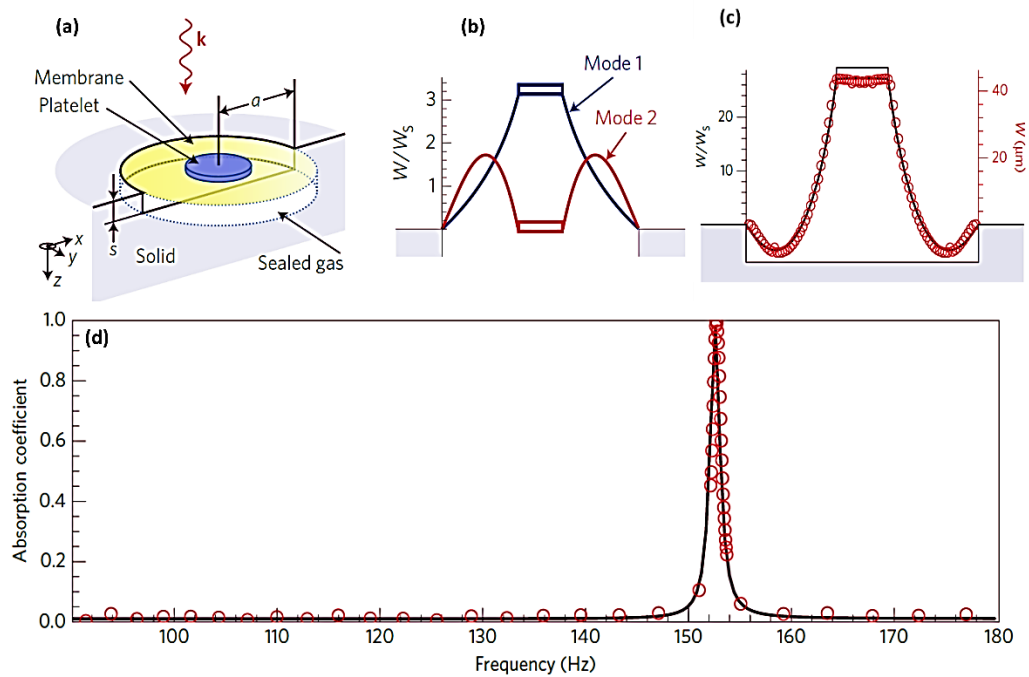 (a)
k
Membrane
Platelet
a
s
x
y
z
Solid
Sealed gas
(b)
W/Ws
3
2
1
Mode 1
Mode 2
(c)
W/Ws
20
10
0
W (μm)
40
20
0
(d)
Absorption coefficient
1.0
0.8
0.6
0.4
0.2
0.0
100 110 120 130 140 150 160 170 180
Frequency (Hz)